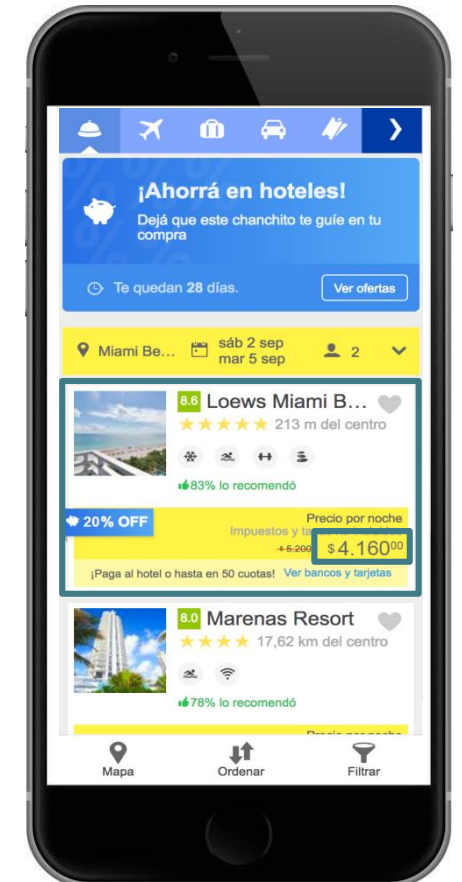 ¡Ahorrá en hoteles!
Dejá que este chanchito te guíe en tu
compra
Te quedan 28 días.
Ver ofertas
Miami Be...
sáb 2 sep
mar 5 sep
2
8.6 Loews Miami B...
213 m del centro
83% lo recomendó
20% OFF
Precio por noche
Impuestos y
$ 5.200 $ 4.160⁰⁰
¡Paga al hotel o hasta en 50 cuotas! Ver bancos y tarjetas
8.0 Marenas Resort
17,62 km del centro
78% lo recomendó
Precio por noche
Mapa
Ordenar
Filtrar